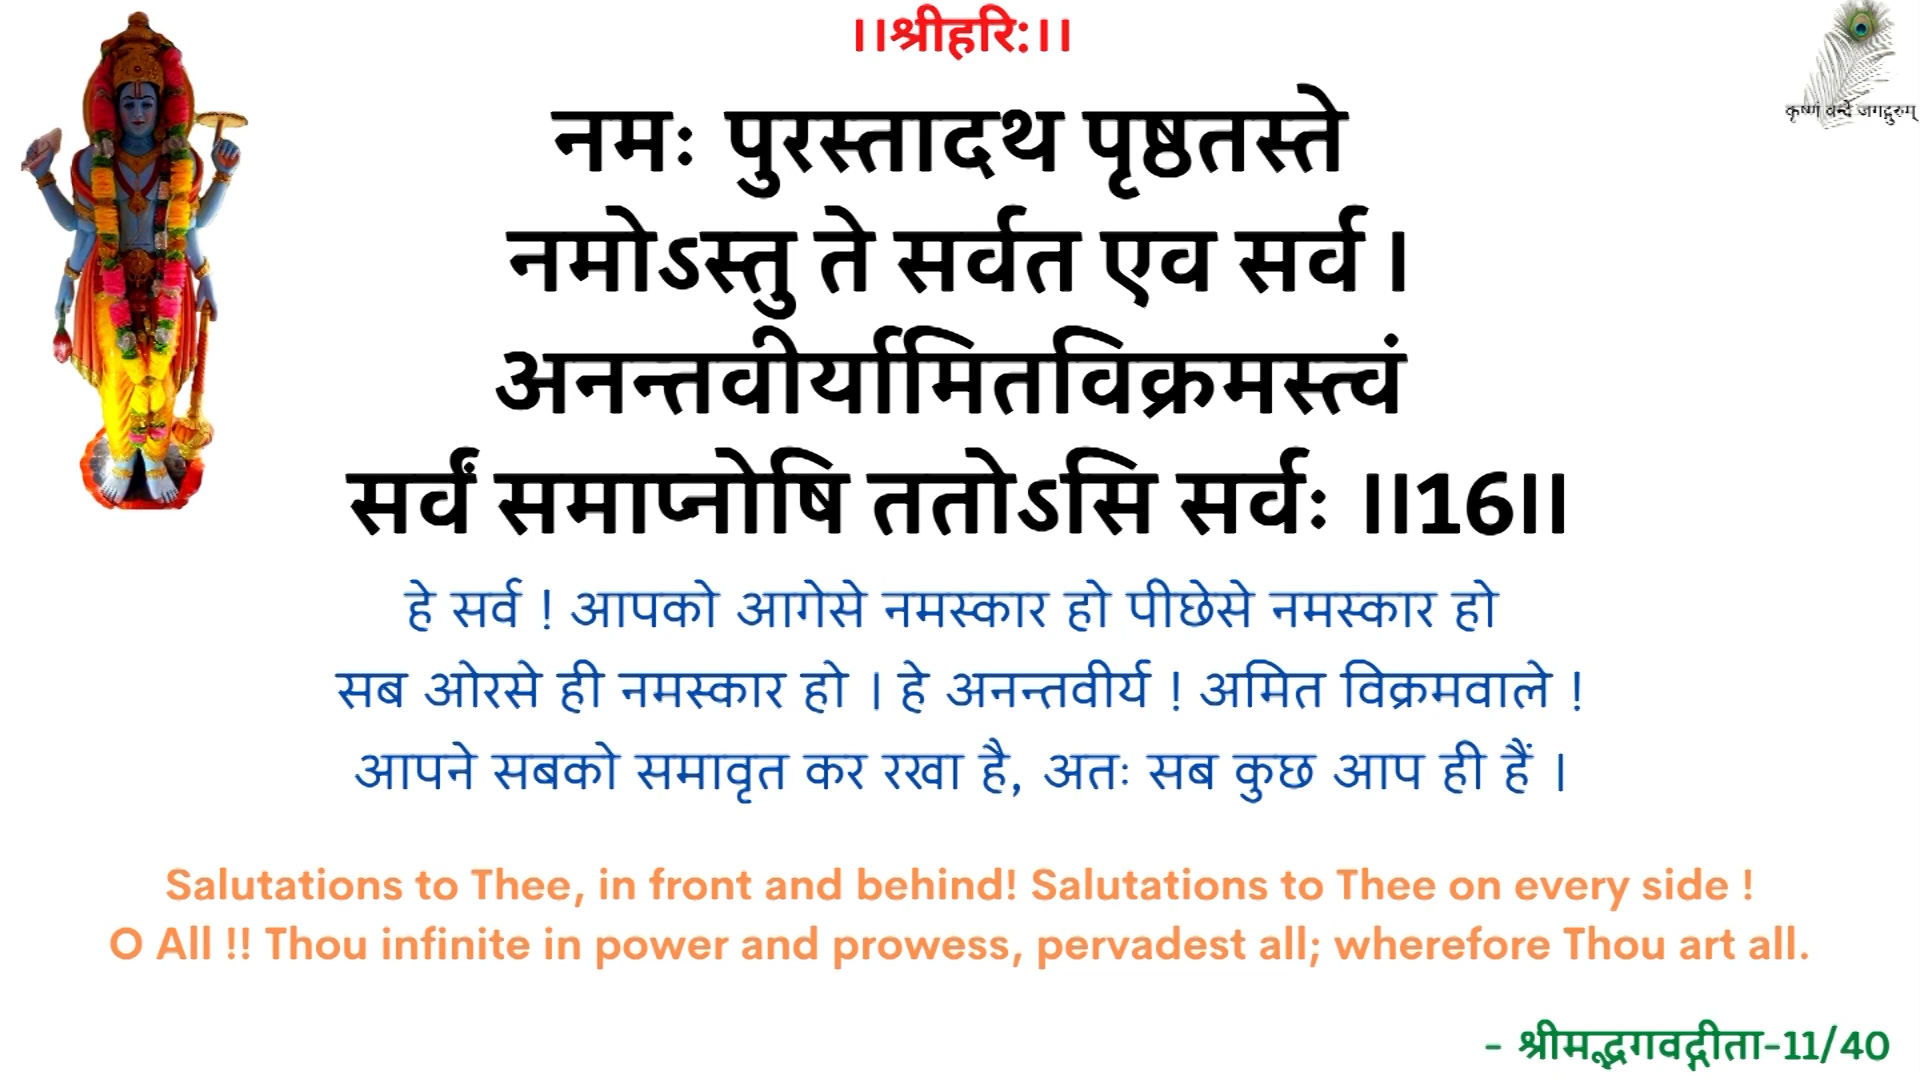 ।।श्रीहरि:।।
कृष्णं वन्दे जगद्गुरुम्
नमः पुरस्तादथ पृष्ठतस्ते
नमोऽस्तु ते सर्वत एव सर्व।
अनन्तवीर्यामितविक्रमस्त्वं
सर्वं समाप्नोषि ततोऽसि सर्वः ॥16॥
हे सर्व ! आपको आगेसे नमस्कार हो पीछेसे नमस्कार हो
सब ओरसे ही नमस्कार हो । हे अनन्तवीर्य ! अमित विक्रमवाले !
आपने सबको समावृत कर रखा है, अतः सब कुछ आप ही हैं ।
Salutations to Thee, in front and behind! Salutations to Thee on every side !
O All !! Thou infinite in power and prowess, pervadest all; wherefore Thou art all.
- श्रीमद्भगवद्गीता-11/40